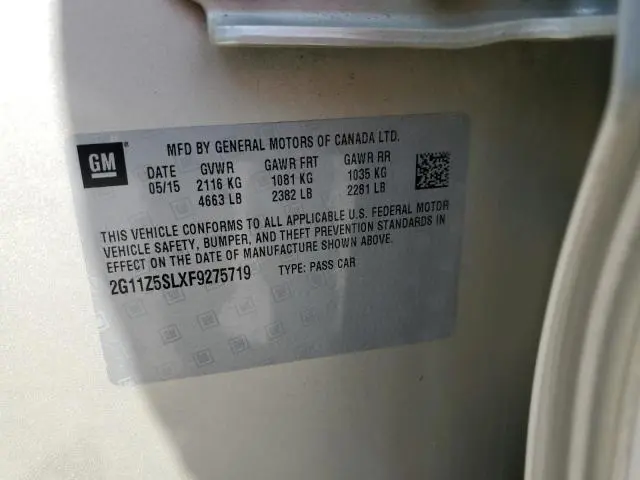 MFD BY GENERAL MOTORS OF CANADA LTD.
GM
DATE GVWR GAWR FRT GAWR RR
05/15 2116 KG 1081 KG 1035 KG
4663 LB 2382 LB 2281 LB
THIS VEHICLE CONFORMS TO ALL APPLICABLE U.S. FEDERAL MOTOR
VEHICLE SAFETY, BUMPER, AND THEFT PREVENTION STANDARDS IN
EFFECT ON THE DATE OF MANUFACTURE SHOWN ABOVE.
2G11Z5SLXF9275719 TYPE: PASS CAR